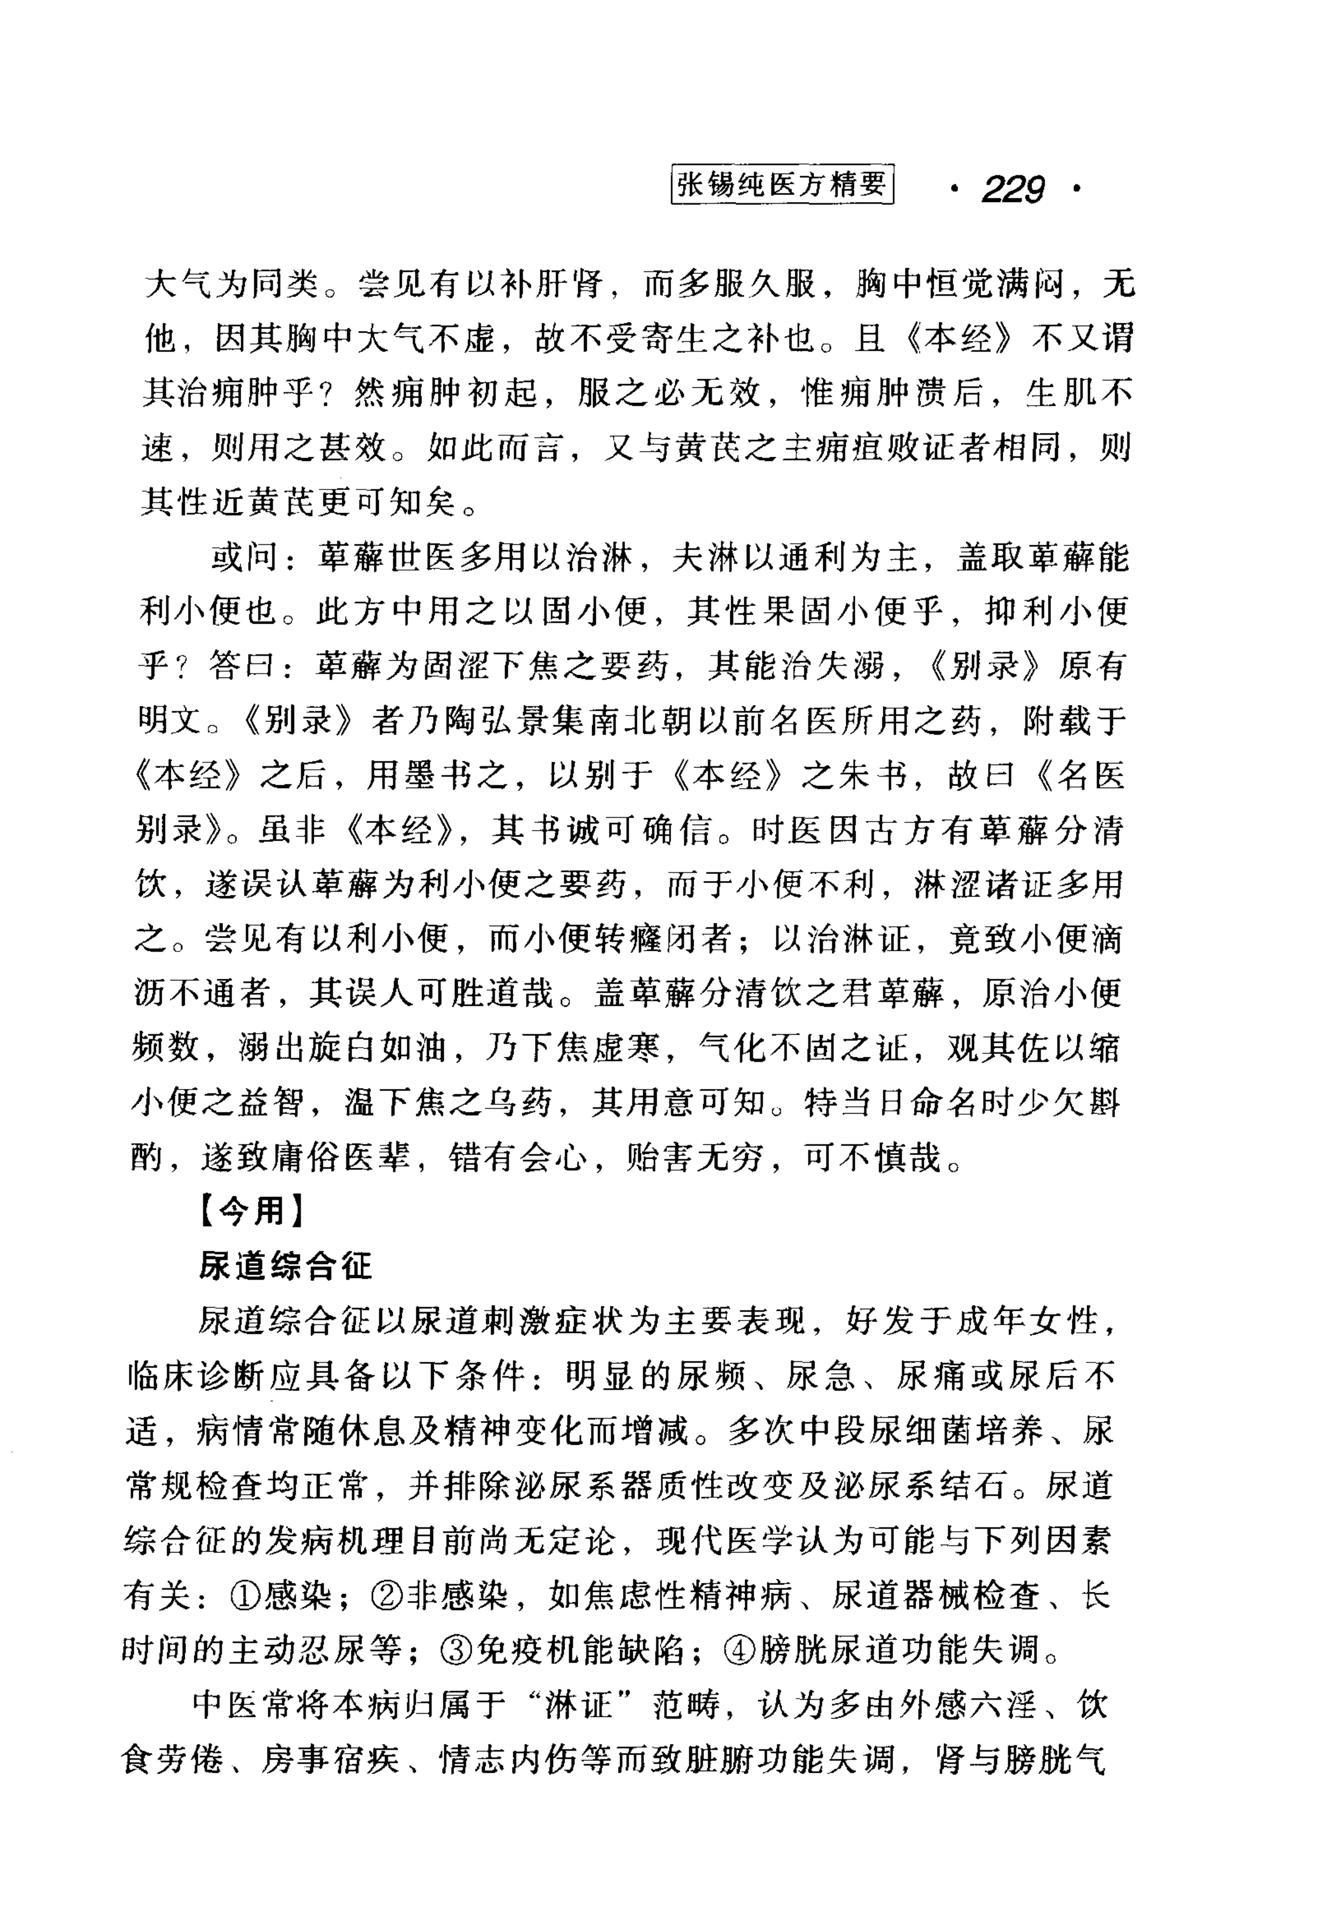 张锡纯医方精要 · 229 ·
大气为同类。尝见有以补肝肾，而多服久服，胸中恒觉满闷，无
他，因其胸中大气不虚，故不受寄生之补也。且《本经》不又谓
其治痈肿乎？然痈肿初起，服之必无效，惟痈肿溃后，生肌不
速，则用之甚效。如此而言，又与黄芪之主痈疽败证者相同，则
其性近黄芪更可知矣。
或问：萆薢世医多用以治淋，夫淋以通利为主，盖取萆薢能
利小便也。此方中用之以固小便，其性果固小便乎，抑利小便
乎？答曰：萆薢为固涩下焦之要药，其能治失溺，《别录》原有
明文。《别录》者乃陶弘景集南北朝以前名医所用之药，附载于
《本经》之后，用墨书之，以别于《本经》之朱书，故曰《名医
别录》。虽非《本经》，其书诚可确信。时医因古方有萆薢分清
饮，遂误认萆薢为利小便之要药，而于小便不利，淋涩诸证多用
之。尝见有以利小便，而小便转癃闭者；以治淋证，竟致小便滴
沥不通者，其误人可胜道哉。盖萆薢分清饮之君萆薢，原治小便
频数，溺出旋白如油，乃下焦虚寒，气化不固之证，观其佐以缩
小便之益智，温下焦之乌药，其用意可知。特当日命名时少欠斟
酌，遂致庸俗医辈，错有会心，贻害无穷，可不慎哉。
【今用】
尿道综合征
尿道综合征以尿道刺激症状为主要表现，好发于成年女性，
临床诊断应具备以下条件：明显的尿频、尿急、尿痛或尿后不
适，病情常随休息及精神变化而增减。多次中段尿细菌培养、尿
常规检查均正常，并排除泌尿系器质性改变及泌尿系结石。尿道
综合征的发病机理目前尚无定论，现代医学认为可能与下列因素
有关：①感染；②非感染，如焦虑性精神病、尿道器械检查、长
时间的主动忍尿等；③免疫机能缺陷；④膀胱尿道功能失调。
中医常将本病归属于“淋证”范畴，认为多由外感六淫、饮
食劳倦、房事宿疾、情志内伤等而致脏腑功能失调，肾与膀胱气